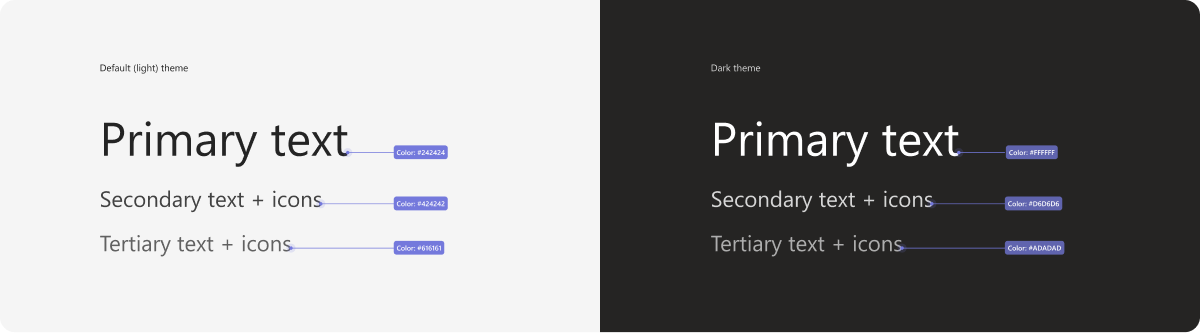 Default (light) theme
Primary text
Color: #242424
Secondary text + icons
Color: #424242
Tertiary text + icons
Color: #616161
Dark theme
Primary text
Color: #FFFFFF
Secondary text + icons
Color: #D6D6D6
Tertiary text + icons
Color: #ADADAD